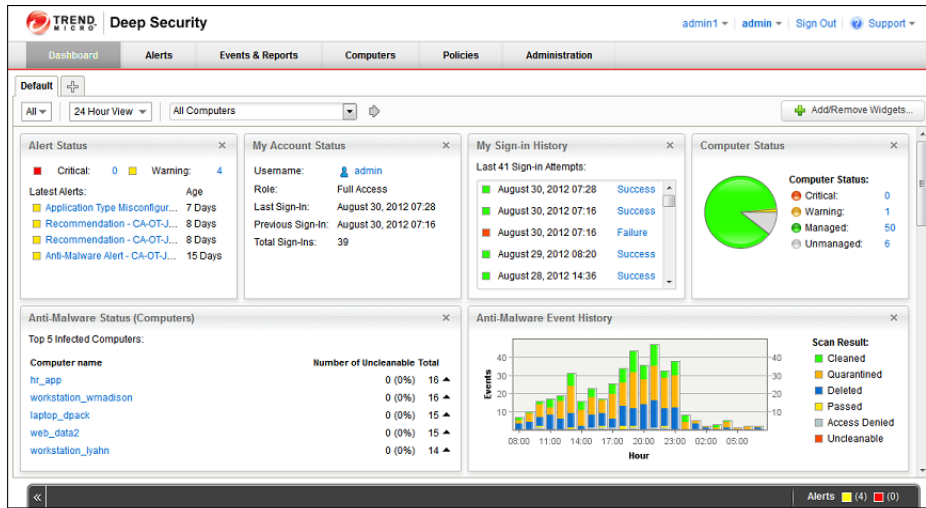 TREND MICRO Deep Security
admin1 admin Sign Out Support
Dashboard Alerts Events & Reports Computers Policies Administration
Default
All 24 Hour View All Computers Add/Remove Widgets...
Alert Status
Critical: 0 Warning: 4
Latest Alerts: Age
Application Type Misconfigur... 7 Days
Recommendation - CA-OT-J... 8 Days
Recommendation - CA-OT-J... 8 Days
Anti-Malware Alert - CA-OT-J... 15 Days
My Account Status
Username: admin
Role: Full Access
Last Sign-In: August 30, 2012 07:28
Previous Sign-In: August 30, 2012 07:16
Total Sign-Ins: 39
My Sign-in History
Last 41 Sign-in Attempts:
August 30, 2012 07:28 Success
August 30, 2012 07:16 Success
August 30, 2012 07:16 Failure
August 29, 2012 08:20 Success
August 28, 2012 14:36 Success
Computer Status
Computer Status:
Critical: 0
Warning: 1
Managed: 50
Unmanaged: 6
Anti-Malware Status (Computers)
Top 5 Infected Computers:
Computer name Number of Uncleanable Total
hr_app 0 (0%) 16
workstation_wmadison 0 (0%) 16
laptop_dpack 0 (0%) 15
web_data2 0 (0%) 15
workstation_lyahn 0 (0%) 14
Anti-Malware Event History
Events
40 40
30 30
20 20
10 10
08:00 11:00 14:00 17:00 20:00 23:00 02:00 05:00
Hour
Scan Result:
Cleaned
Quarantined
Deleted
Passed
Access Denied
Uncleanable
Alerts (4) (0)